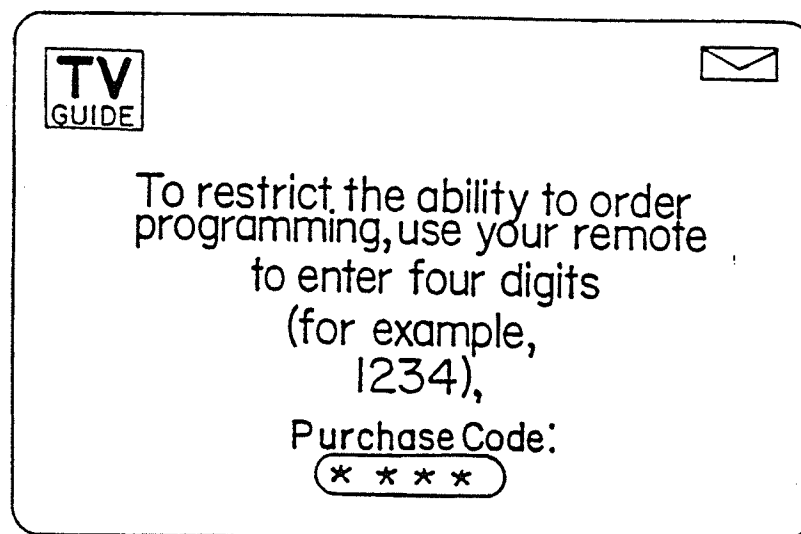 TV
GUIDE
To restrict the ability to order
programming, use your remote
to enter four digits
(for example,
1234),
Purchase Code:
* * * *